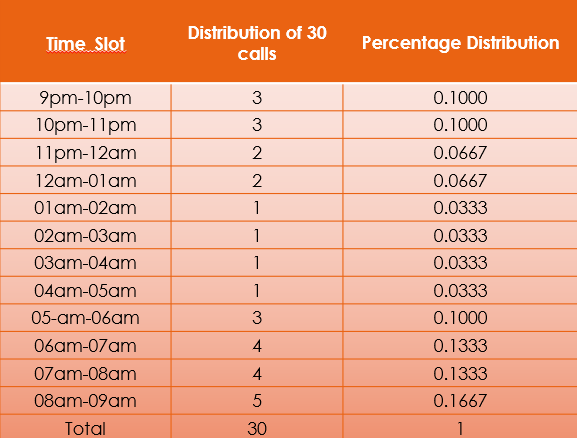 Time Slot Distribution of 30 calls Percentage Distribution
9pm-10pm 3 0.1000
10pm-11pm 3 0.1000
11pm-12am 2 0.0667
12am-01am 2 0.0667
01am-02am 1 0.0333
02am-03am 1 0.0333
03am-04am 1 0.0333
04am-05am 1 0.0333
05-am-06am 3 0.1000
06am-07am 4 0.1333
07am-08am 4 0.1333
08am-09am 5 0.1667
Total 30 1